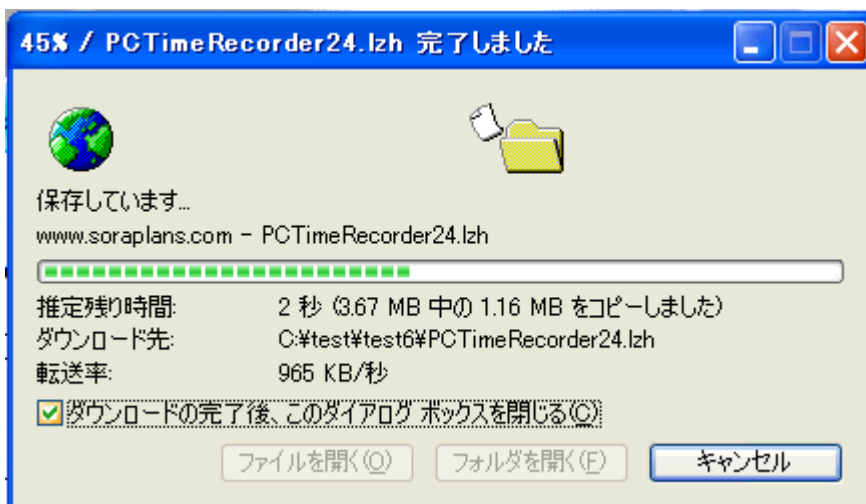 45% / PCTimeRecorder24.lzh 完了しました
保存しています...
www.soraplans.com - PCTimeRecorder24.lzh
推定残り時間: 2 秒 (3.67 MB 中の 1.16 MB をコピーしました)
ダウンロード先: C:¥test¥test6¥PCTimeRecorder24.lzh
転送率: 965 KB/秒
ダウンロードの完了後、このダイアログ ボックスを閉じる(C)
ファイルを開く(O) フォルダを開く(F) キャンセル